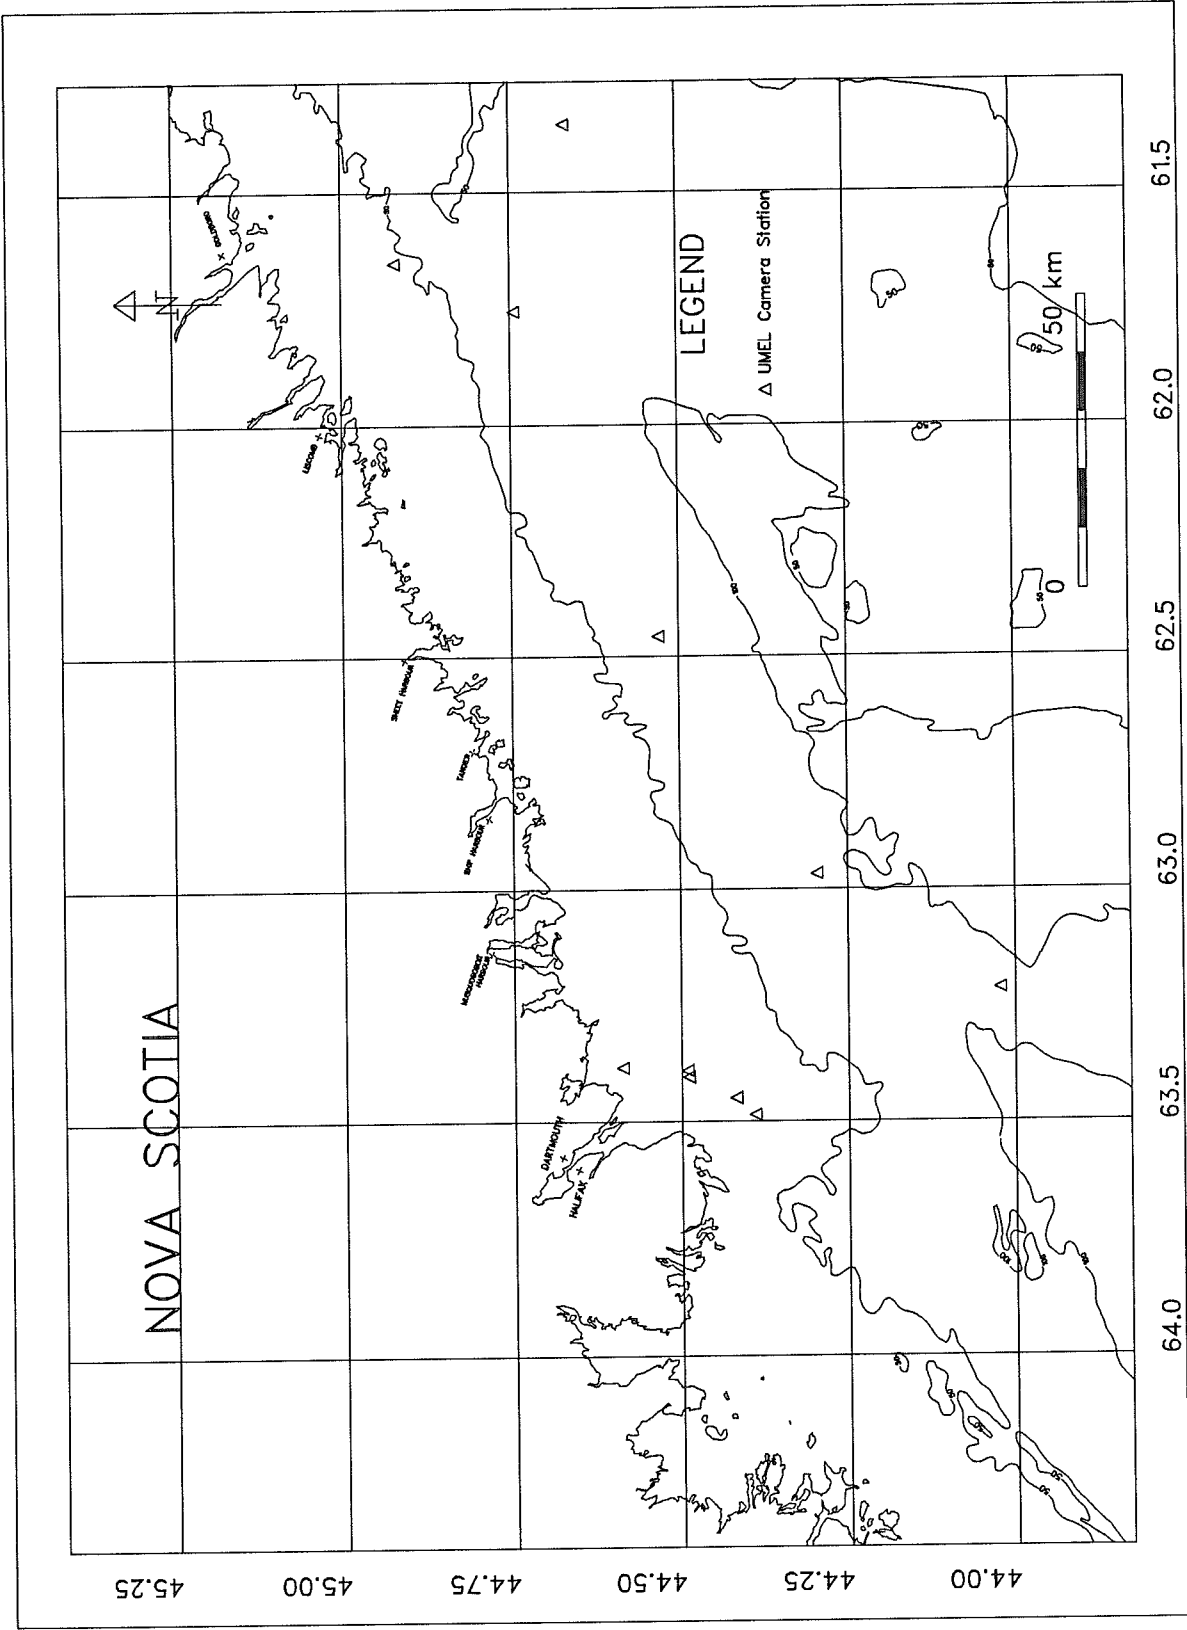 NOVA SCOTIA
N
GOLDBORO
LISCOMB
SHEET HARBOUR
TANGIER
SHIP HARBOUR
MUSQUODOBOIT
HARBOUR
DARTMOUTH
HALIFAX
LEGEND
△ UMEL Camera Station
0
50 km
45.25
45.00
44.75
44.50
44.25
44.00
64.0
63.5
63.0
62.5
62.0
61.5